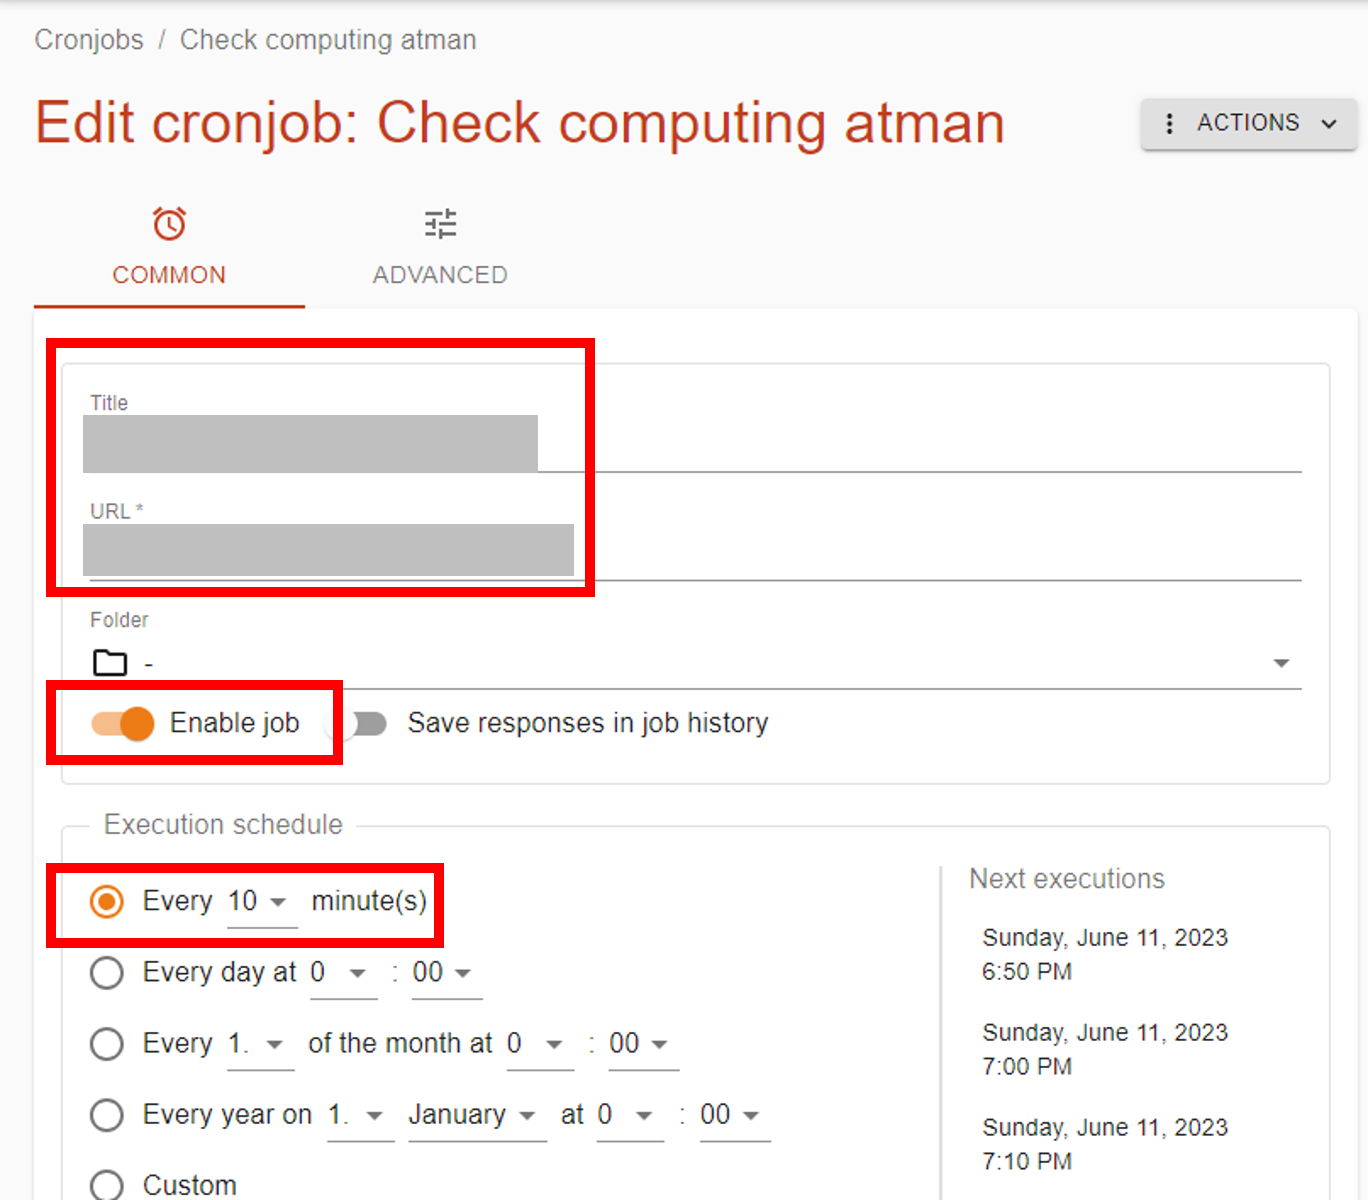 Cronjobs / Check computing atman
Edit cronjob: Check computing atman
ACTIONS
COMMON
ADVANCED
Title
URL *
Folder
-
Enable job
Save responses in job history
Execution schedule
Every 10 minute(s)
Every day at 0 : 00
Every 1. of the month at 0 : 00
Every year on 1. January at 0 : 00
Custom
Next executions
Sunday, June 11, 2023
6:50 PM
Sunday, June 11, 2023
7:00 PM
Sunday, June 11, 2023
7:10 PM